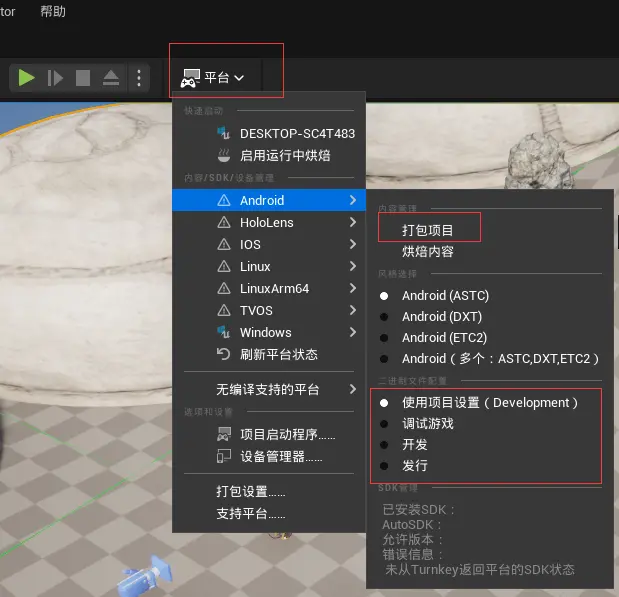 tor 帮助
平台
快速启动
DESKTOP-SC4T483
启用运行中烘焙
内容/SDK/设备管理
Android
HoloLens
IOS
Linux
LinuxArm64
TVOS
Windows
刷新平台状态
无编译支持的平台
选项和设置
项目启动程序……
设备管理器……
打包设置……
支持平台……
内容管理
打包项目
烘焙内容
风格选择
Android (ASTC)
Android (DXT)
Android (ETC2)
Android（多个：ASTC,DXT,ETC2）
二进制文件配置
使用项目设置（Development）
调试游戏
开发
发行
SDK管理
已安装SDK：
AutoSDK：
允许版本：
错误信息：
未从Turnkey返回平台的SDK状态